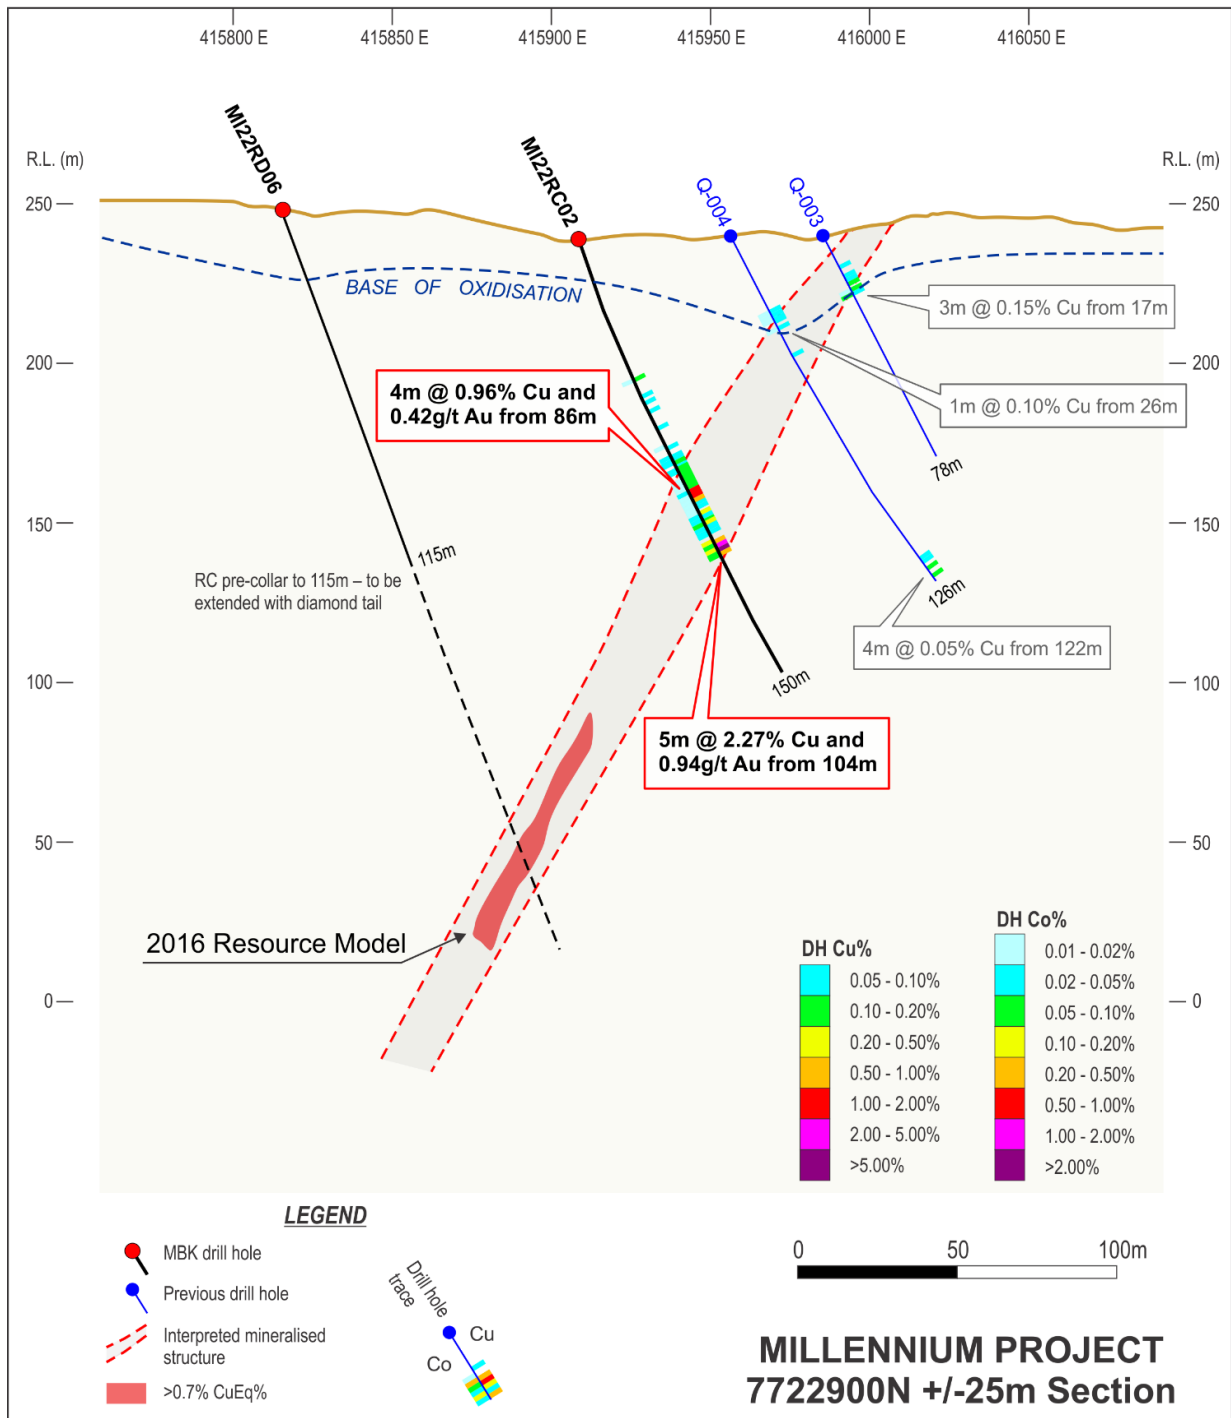 415800 E
415850 E
415900 E
415950 E
416000 E
416050 E
MI22RD06
MI22RC02
Q-004
Q-003
R.L. (m)
R.L. (m)
250
250
BASE OF OXIDISATION
3m @ 0.15% Cu from 17m
200
200
4m @ 0.96% Cu and
0.42g/t Au from 86m
1m @ 0.10% Cu from 26m
78m
150
150
115m
RC pre-collar to 115m – to be
extended with diamond tail
126m
4m @ 0.05% Cu from 122m
100
100
150m
5m @ 2.27% Cu and
0.94g/t Au from 104m
50
50
2016 Resource Model
0
0
DH Cu%
0.05 - 0.10%
0.10 - 0.20%
0.20 - 0.50%
0.50 - 1.00%
1.00 - 2.00%
2.00 - 5.00%
>5.00%
DH Co%
0.01 - 0.02%
0.02 - 0.05%
0.05 - 0.10%
0.10 - 0.20%
0.20 - 0.50%
0.50 - 1.00%
1.00 - 2.00%
>2.00%
LEGEND
MBK drill hole
Previous drill hole
Interpreted mineralised
structure
>0.7% CuEq%
Drill hole
trace
Cu
Co
0
50
100m
MILLENNIUM PROJECT
7722900N +/-25m Section